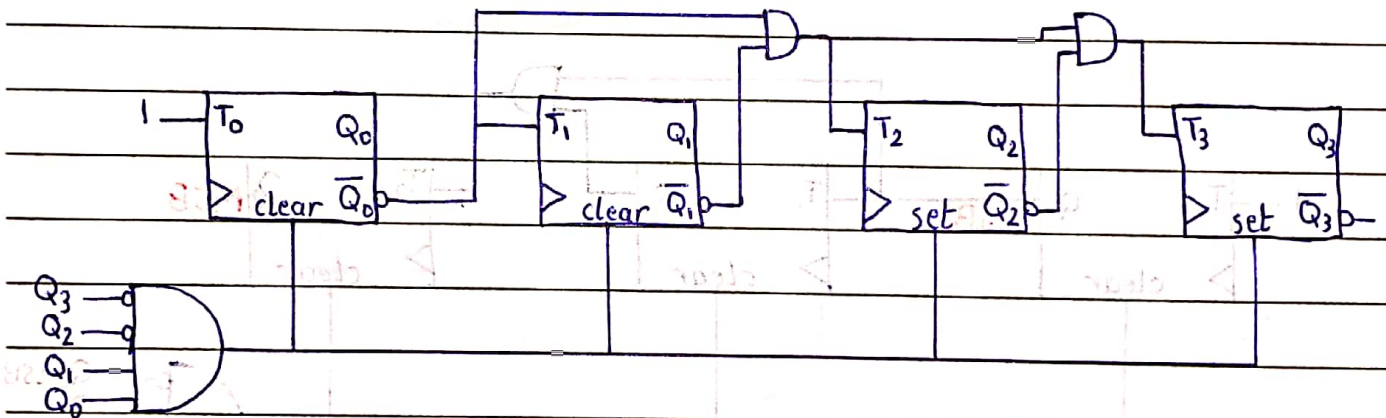 1 T₀ Q₀ T₁ Q₁ T₂ Q₂ T₃ Q₃
clear Q̅₀ clear Q̅₁ set Q̅₂ set Q̅₃
Q₃
Q₂
Q₁
Q₀